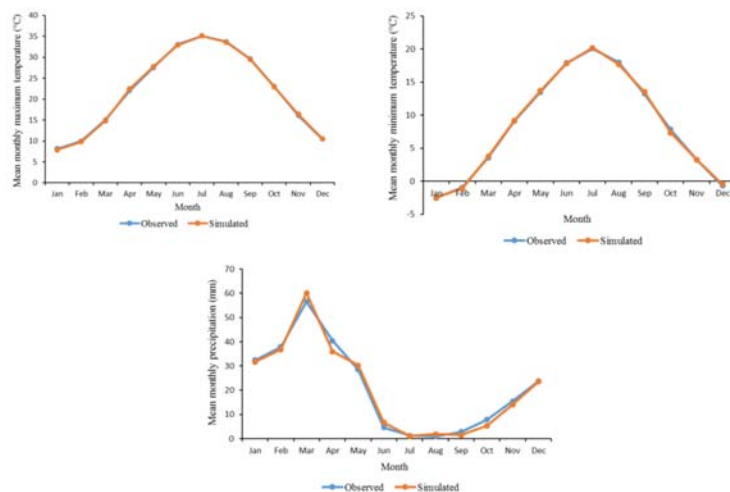 Mean monthly maximum temperature (°C)
40
35
30
25
20
15
10
5
0
Jan Feb Mar Apr May Jun Jul Aug Sep Oct Nov Dec
Month
Observed Simulated
Mean monthly minimum temperature (°C)
25
20
15
10
5
0
-5
Jan Feb Mar Apr May Jun Jul Aug Sep Oct Nov Dec
Month
Observed Simulated
Mean monthly precipitation (mm)
70
60
50
40
30
20
10
0
Jan Feb Mar Apr May Jun Jul Aug Sep Oct Nov Dec
Month
Observed Simulated